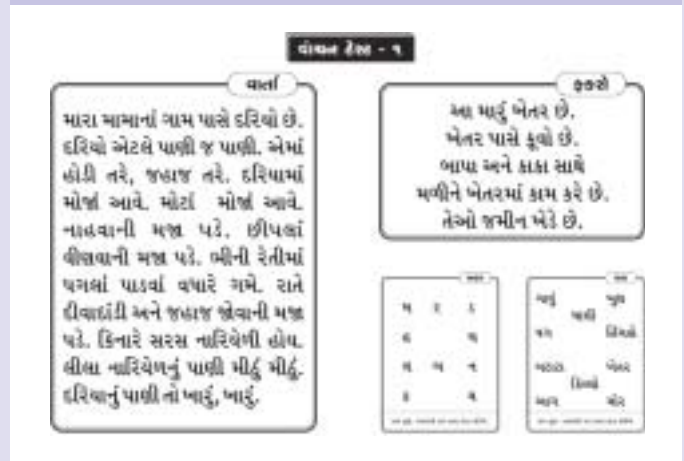 વાંચન ટેસ્ટ - ૧
વાર્તા
મારા મામાનાં ગામ પાસે દરિયો છે.
દરિયો એટલે પાણી જ પાણી. એમાં
હોડી તરે, જહાજ તરે. દરિયામાં
મોજાં આવે. મોટાં મોજાં આવે.
નાહવાની મજા પડે. છીપલાં
વીણવાની મજા પડે. ભીની રેતીમાં
પગલાં પાડવાં વધારે ગમે. રાતે
દીવાદાંડી અને જહાજ જોવાની મજા
પડે. કિનારે સરસ નારિયેળી હોય.
લીલા નારિયેળનું પાણી મીઠું મીઠું.
દરિયાનું પાણી તો ખારું, ખારું.
ફકરો
આ મારું ખેતર છે.
ખેતર પાસે કૂવો છે.
બાપા અને કાકા સાથે
મળીને ખેતરમાં કામ કરે છે.
તેઓ જમીન ખેડે છે.